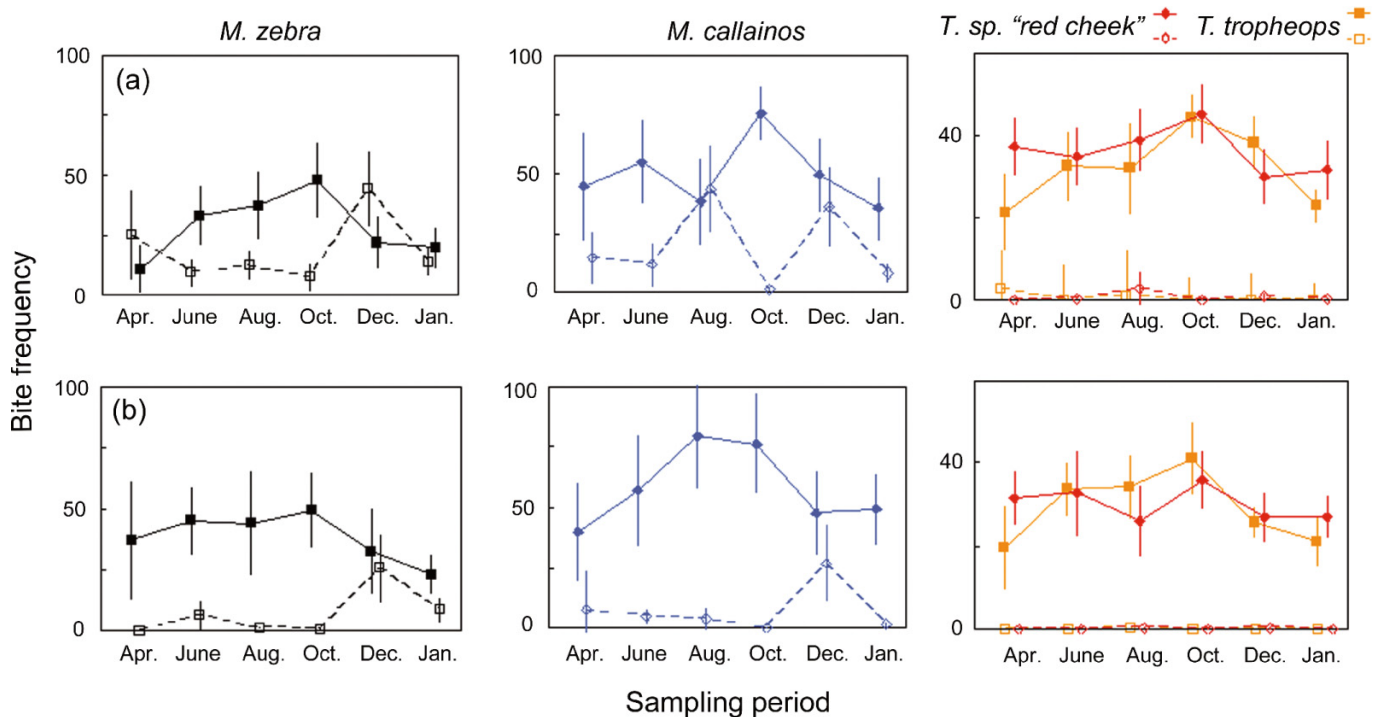 M. zebra
M. callainos
T. sp. “red cheek” T. tropheops
Bite frequency
(a)
100
50
0
Apr. June Aug. Oct. Dec. Jan.
100
50
0
Apr. June Aug. Oct. Dec. Jan.
40
0
Apr. June Aug. Oct. Dec. Jan.
(b)
100
50
0
Apr. June Aug. Oct. Dec. Jan.
100
50
0
Apr. June Aug. Oct. Dec. Jan.
40
0
Apr. June Aug. Oct. Dec. Jan.
Sampling period